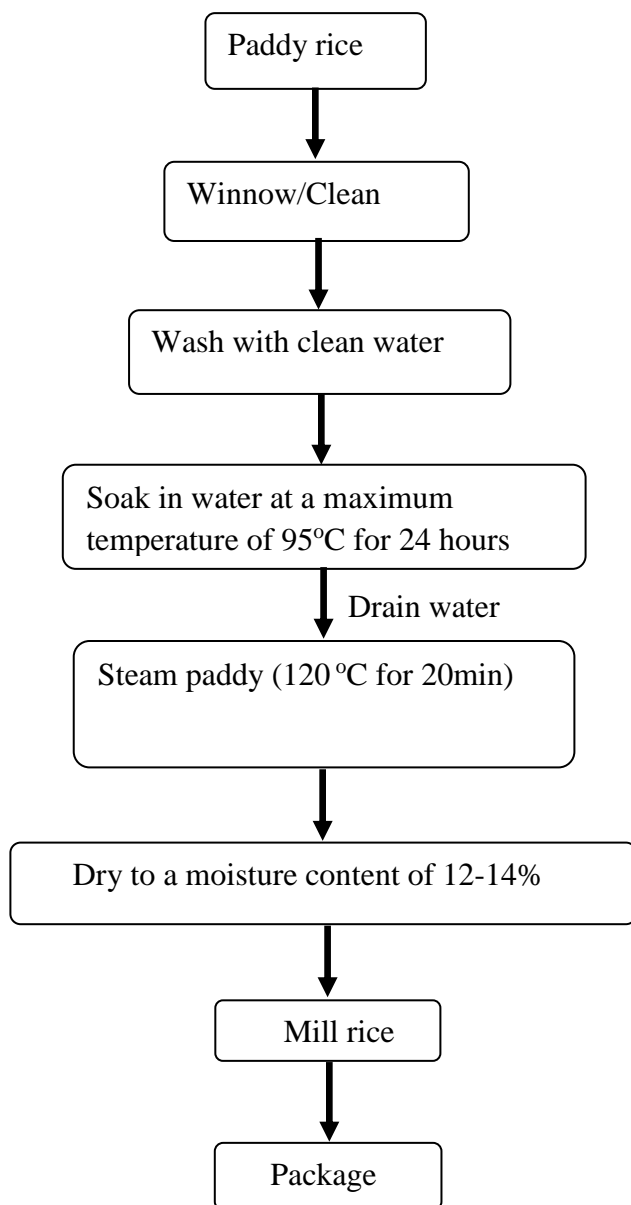 Paddy rice
Winnow/Clean
Wash with clean water
Soak in water at a maximum
temperature of 95°C for 24 hours
Drain water
Steam paddy (120 °C for 20min)
Dry to a moisture content of 12-14%
Mill rice
Package